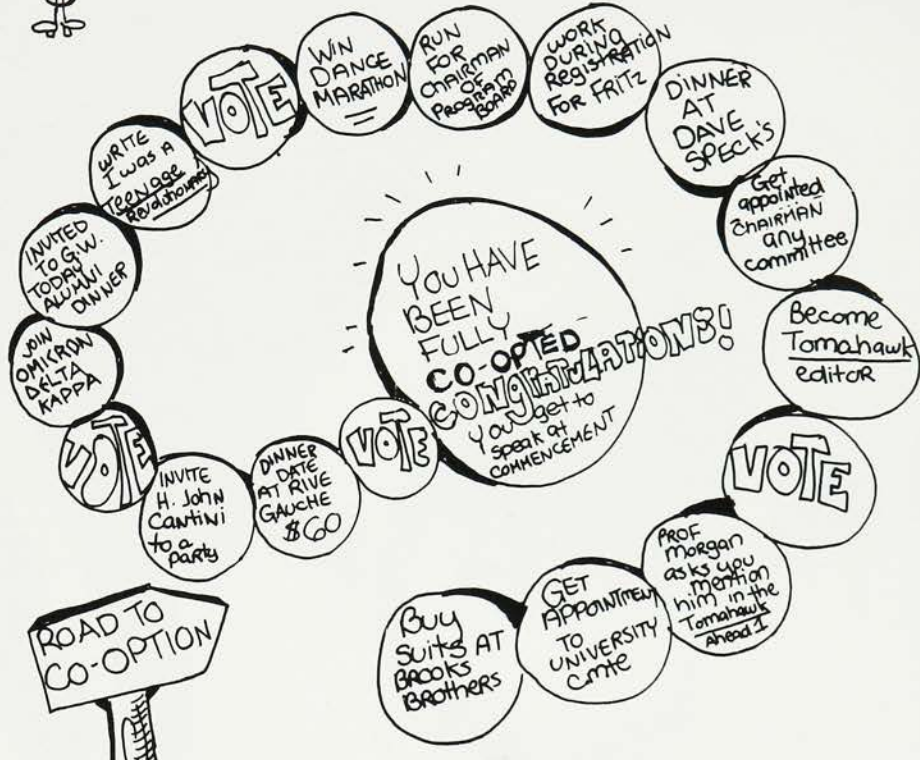 Buy
Suits AT
BROOKS
BROTHERS
GET
APPOINTMENT
TO
UNIVERSITY
Cmte
PROF
morgan
asks you
mention
him in the
Tomahawk
Ahead 1
VOTE
Become
Tomahawk
editor
Get
appointed
CHAIRMAN
any
committee
DINNER
AT
DAVE
SPECK'S
WORK
DURING
Registration
FOR FRITZ
RUN
FOR
CHAIRMAN
OF
PROGRAM
BOARD
WIN
DANCE
MARATHON
VOTE
WRITE
I was A
Teenage
Revolutionary
INVITED
TO G.W.
TODAY
ALUMNI
DINNER
JOIN
OMICRON
DELTA
KAPPA
VOTE
INVITE
H. John
Cantini
to a
party
DINNER
DATE
AT RIVE
GAUCHE
$60
VOTE
YOU HAVE
BEEN
FULLY
CO-OPTED
CONGRATULATIONS!
You get to
speak at
COMMENCEMENT
ROAD TO
CO-OPTION